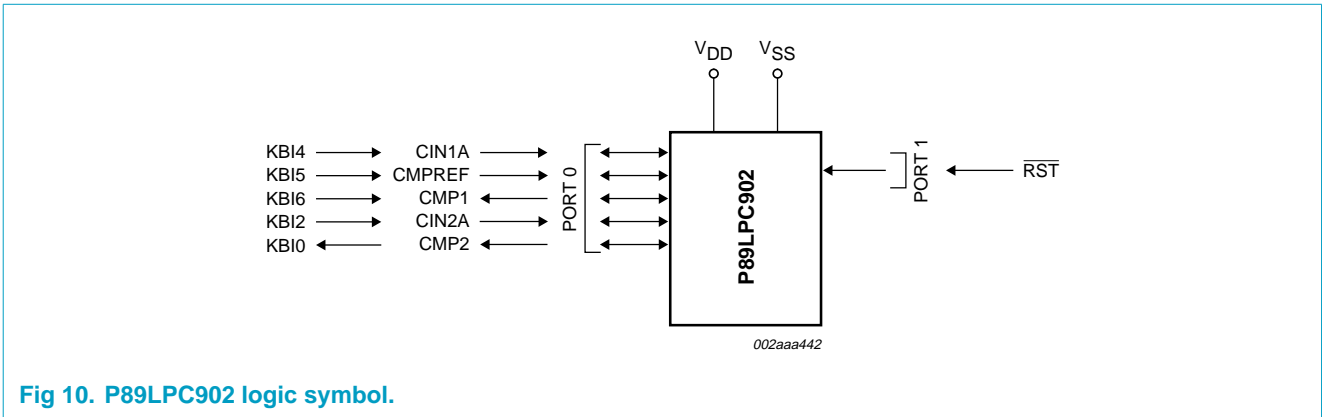 VDD VSS
KBI4 CIN1A
KBI5 CMPREF
KBI6 CMP1
KBI2 CIN2A
KBI0 CMP2
PORT 0
P89LPC902
PORT 1
RST
002aaa442
Fig 10. P89LPC902 logic symbol.